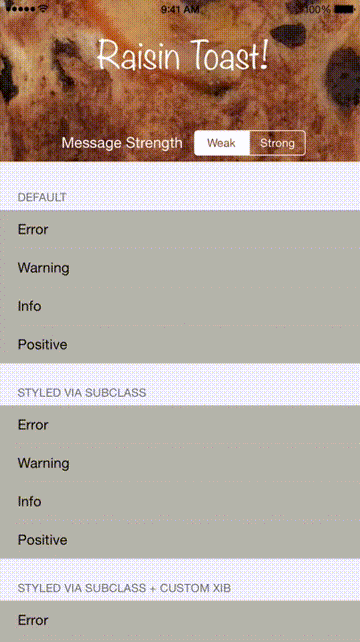 9:41 AM 100%
Raisin Toast!
Message Strength Weak Strong
DEFAULT
Error
Warning
Info
Positive
STYLED VIA SUBCLASS
Error
Warning
Info
Positive
STYLED VIA SUBCLASS + CUSTOM XIB
Error